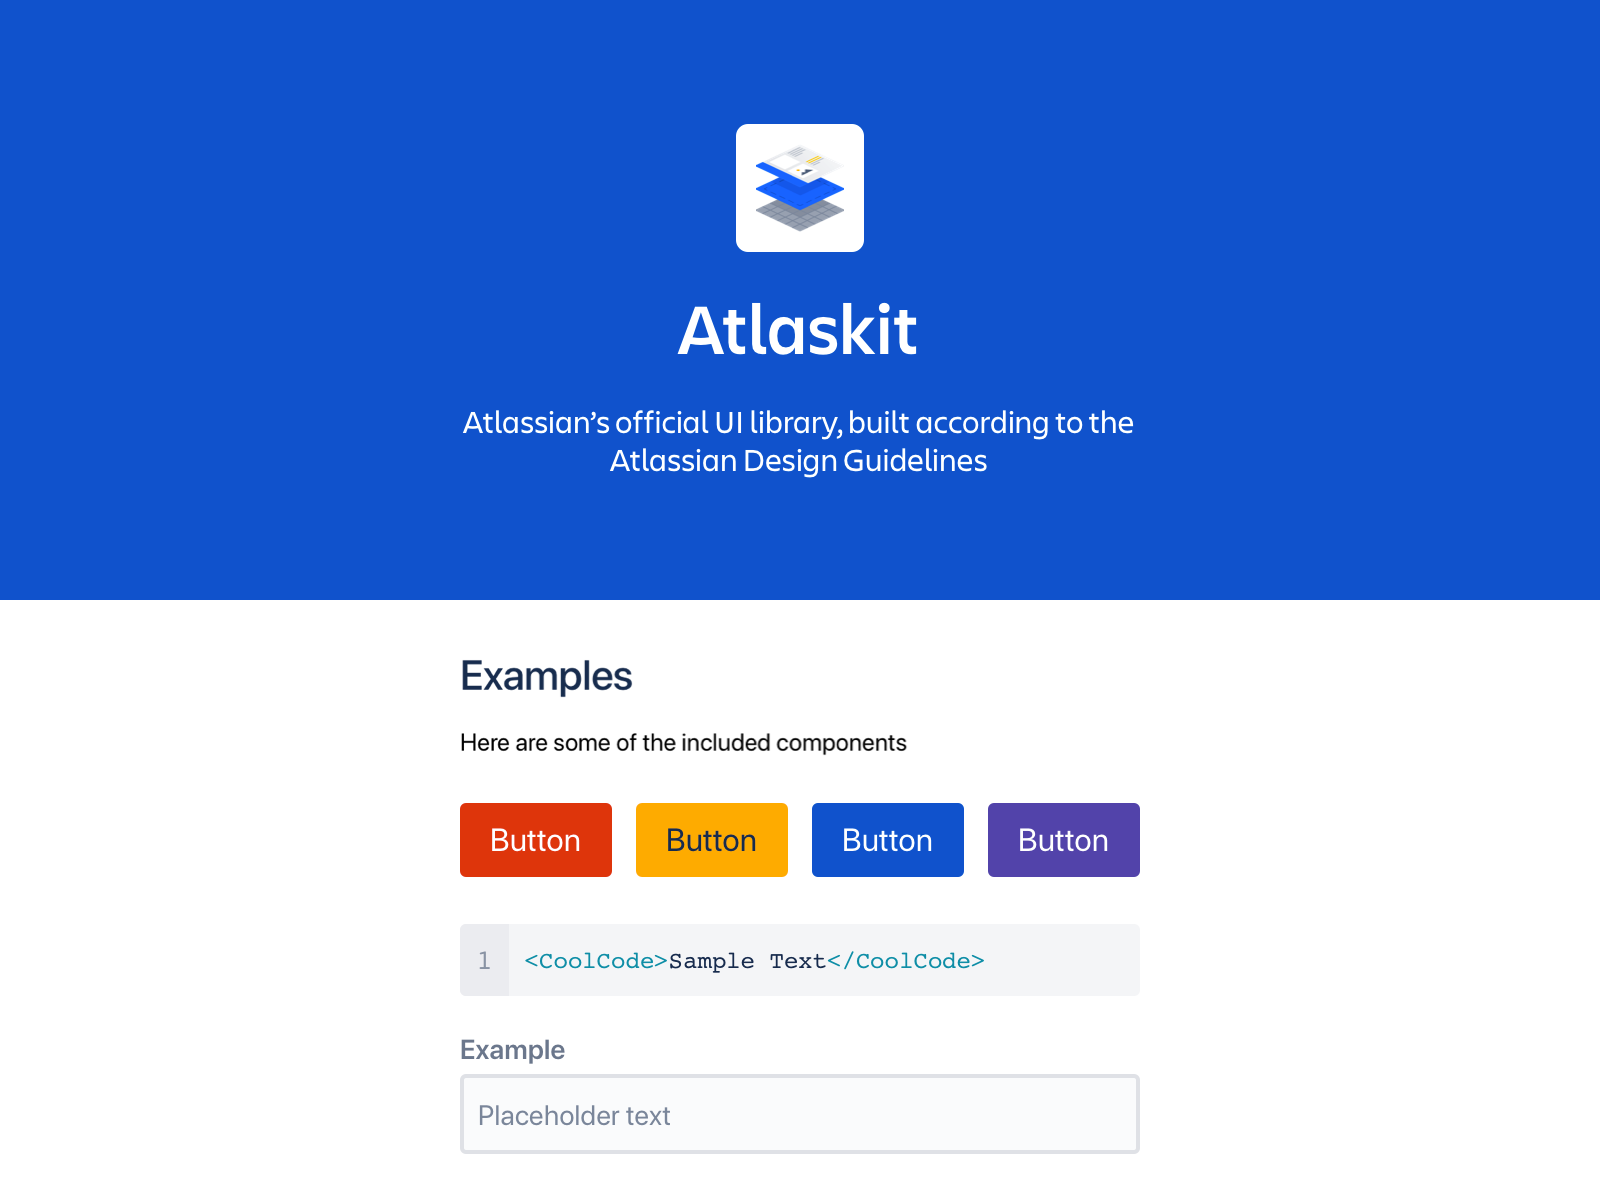 Atlaskit
Atlassian’s official UI library, built according to the
Atlassian Design Guidelines
Examples
Here are some of the included components
Button Button Button Button
1 <CoolCode>Sample Text</CoolCode>
Example
Placeholder text